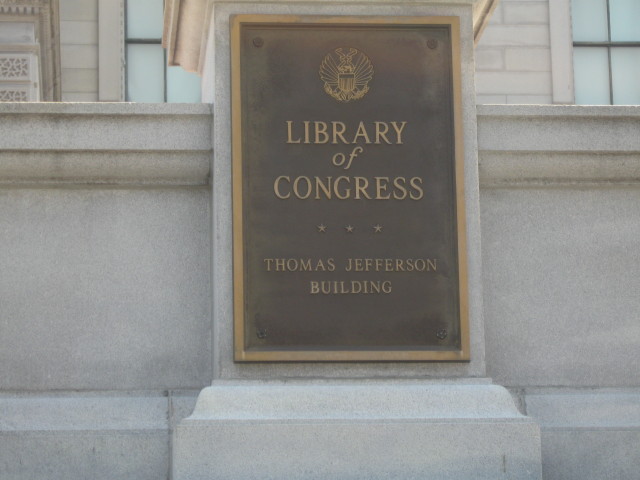 LIBRARY
of
CONGRESS
THOMAS JEFFERSON
BUILDING